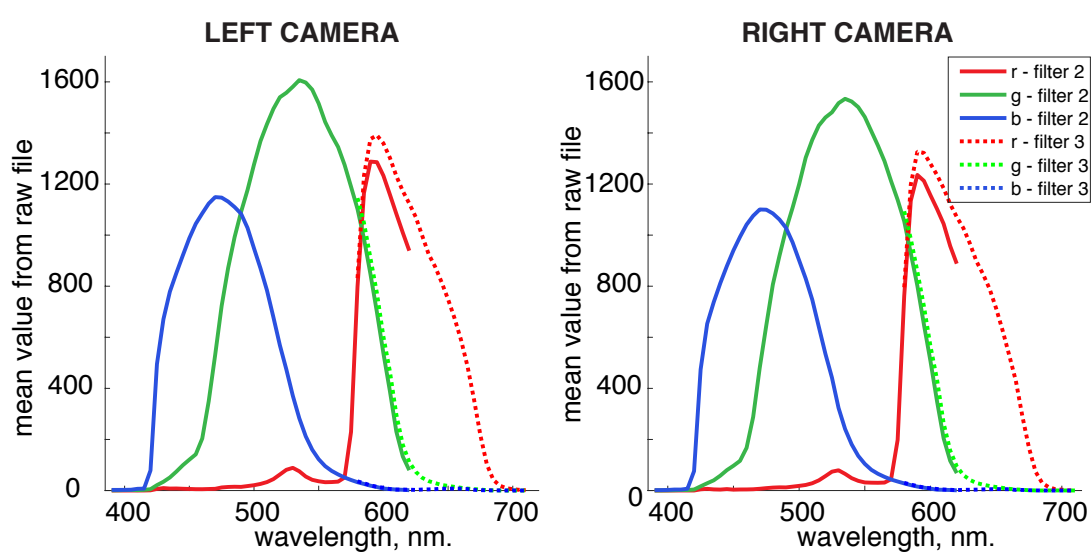 LEFT CAMERA
mean value from raw file
1600
1200
800
400
0
400 500 600 700
wavelength, nm.
RIGHT CAMERA
mean value from raw file
1600
1200
800
400
0
400 500 600 700
wavelength, nm.
r - filter 2
g - filter 2
b - filter 2
r - filter 3
g - filter 3
b - filter 3